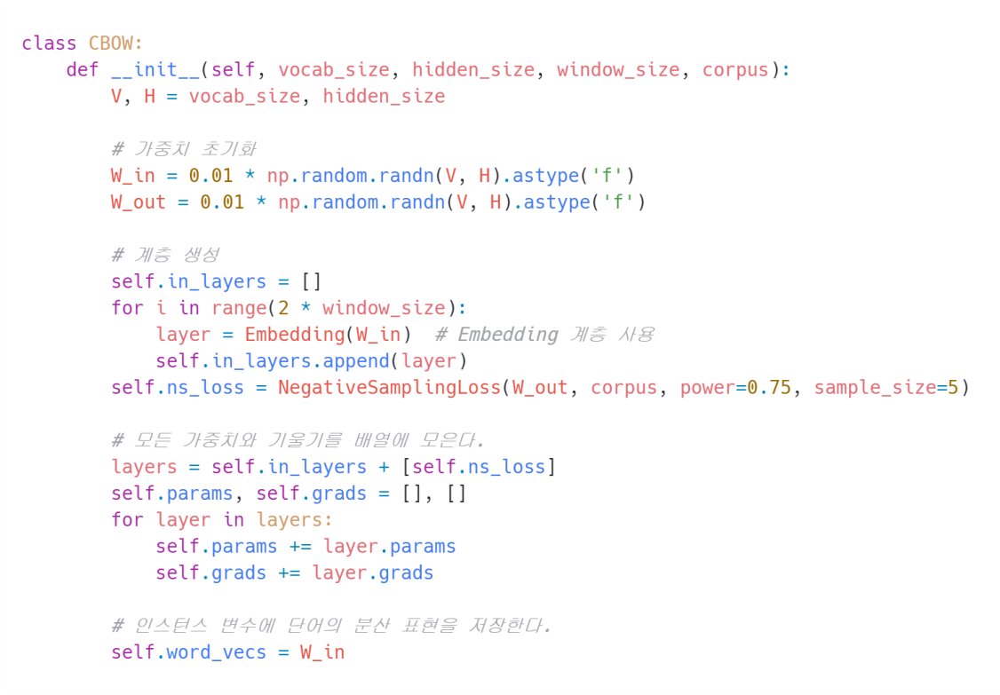 class CBOW:
    def __init__(self, vocab_size, hidden_size, window_size, corpus):
        V, H = vocab_size, hidden_size

        # 가중치 초기화
        W_in = 0.01 * np.random.randn(V, H).astype('f')
        W_out = 0.01 * np.random.randn(V, H).astype('f')

        # 계층 생성
        self.in_layers = []
        for i in range(2 * window_size):
            layer = Embedding(W_in)  # Embedding 계층 사용
            self.in_layers.append(layer)
        self.ns_loss = NegativeSamplingLoss(W_out, corpus, power=0.75, sample_size=5)

        # 모든 가중치와 기울기를 배열에 모은다.
        layers = self.in_layers + [self.ns_loss]
        self.params, self.grads = [], []
        for layer in layers:
            self.params += layer.params
            self.grads += layer.grads

        # 인스턴스 변수에 단어의 분산 표현을 저장한다.
        self.word_vecs = W_in